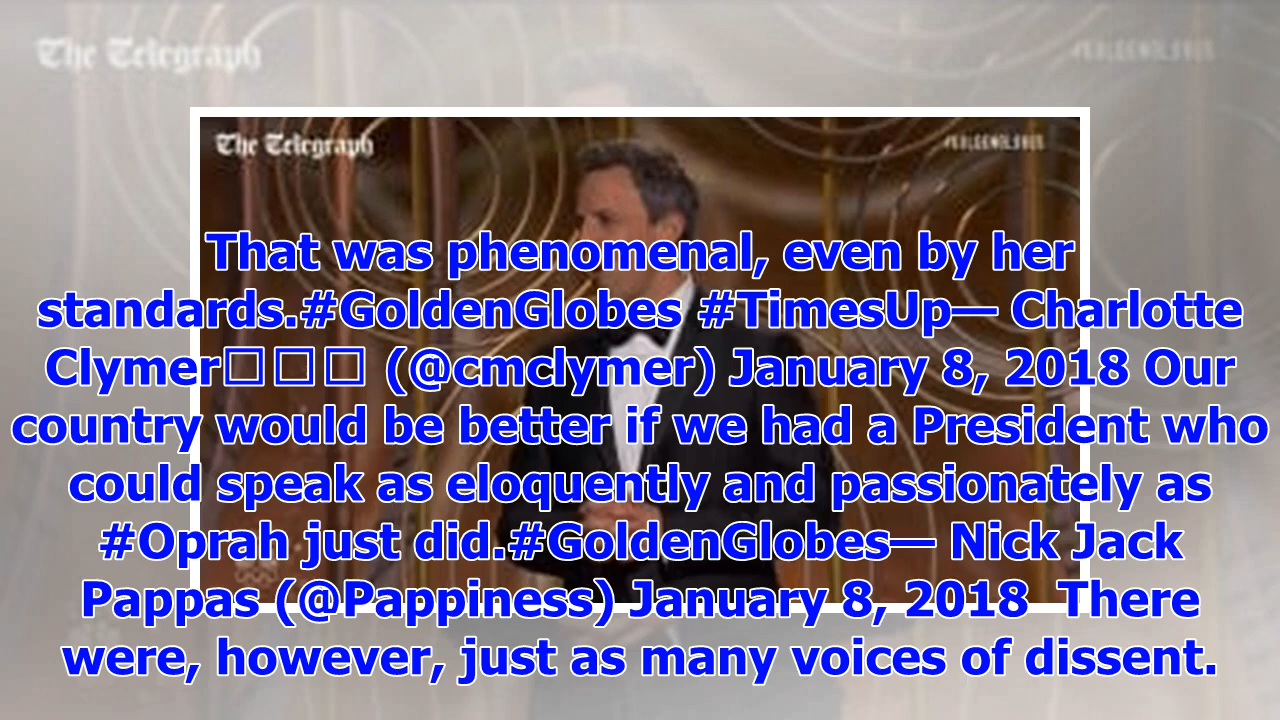 The Telegraph
#GOLDENGLOBES
The Telegraph
#GOLDENGLOBES
That was phenomenal, even by her
standards.#GoldenGlobes #TimesUp— Charlotte
Clymer□□□ (@cmclymer) January 8, 2018 Our
country would be better if we had a President who
could speak as eloquently and passionately as
#Oprah just did.#GoldenGlobes— Nick Jack
Pappas (@Pappiness) January 8, 2018  There
were, however, just as many voices of dissent.